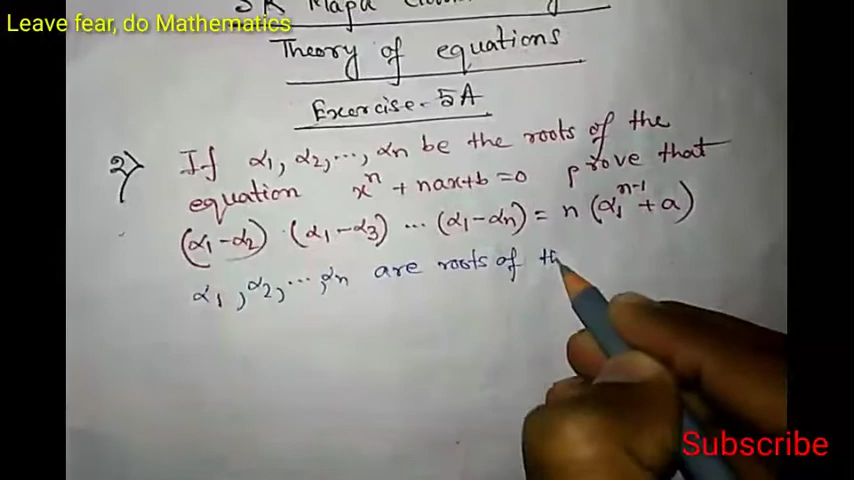 Leave fear, do Mathematics
SK Mapa
Theory of equations
Exercise - 5A
2) If α1, α2, ..., αn be the roots of the
equation x^n + nax + b = 0 prove that
(α1-α2) · (α1-α3) ... (α1-αn) = n (α1^n-1 + a)
α1, α2, ..., αn are roots of th
Subscribe